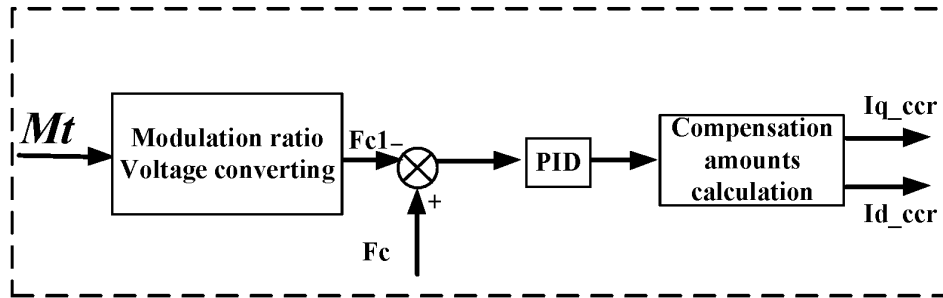 Mt
Modulation ratio
Voltage converting
Fc1−
+
Fc
PID
Compensation
amounts
calculation
Iq_ccr
Id_ccr